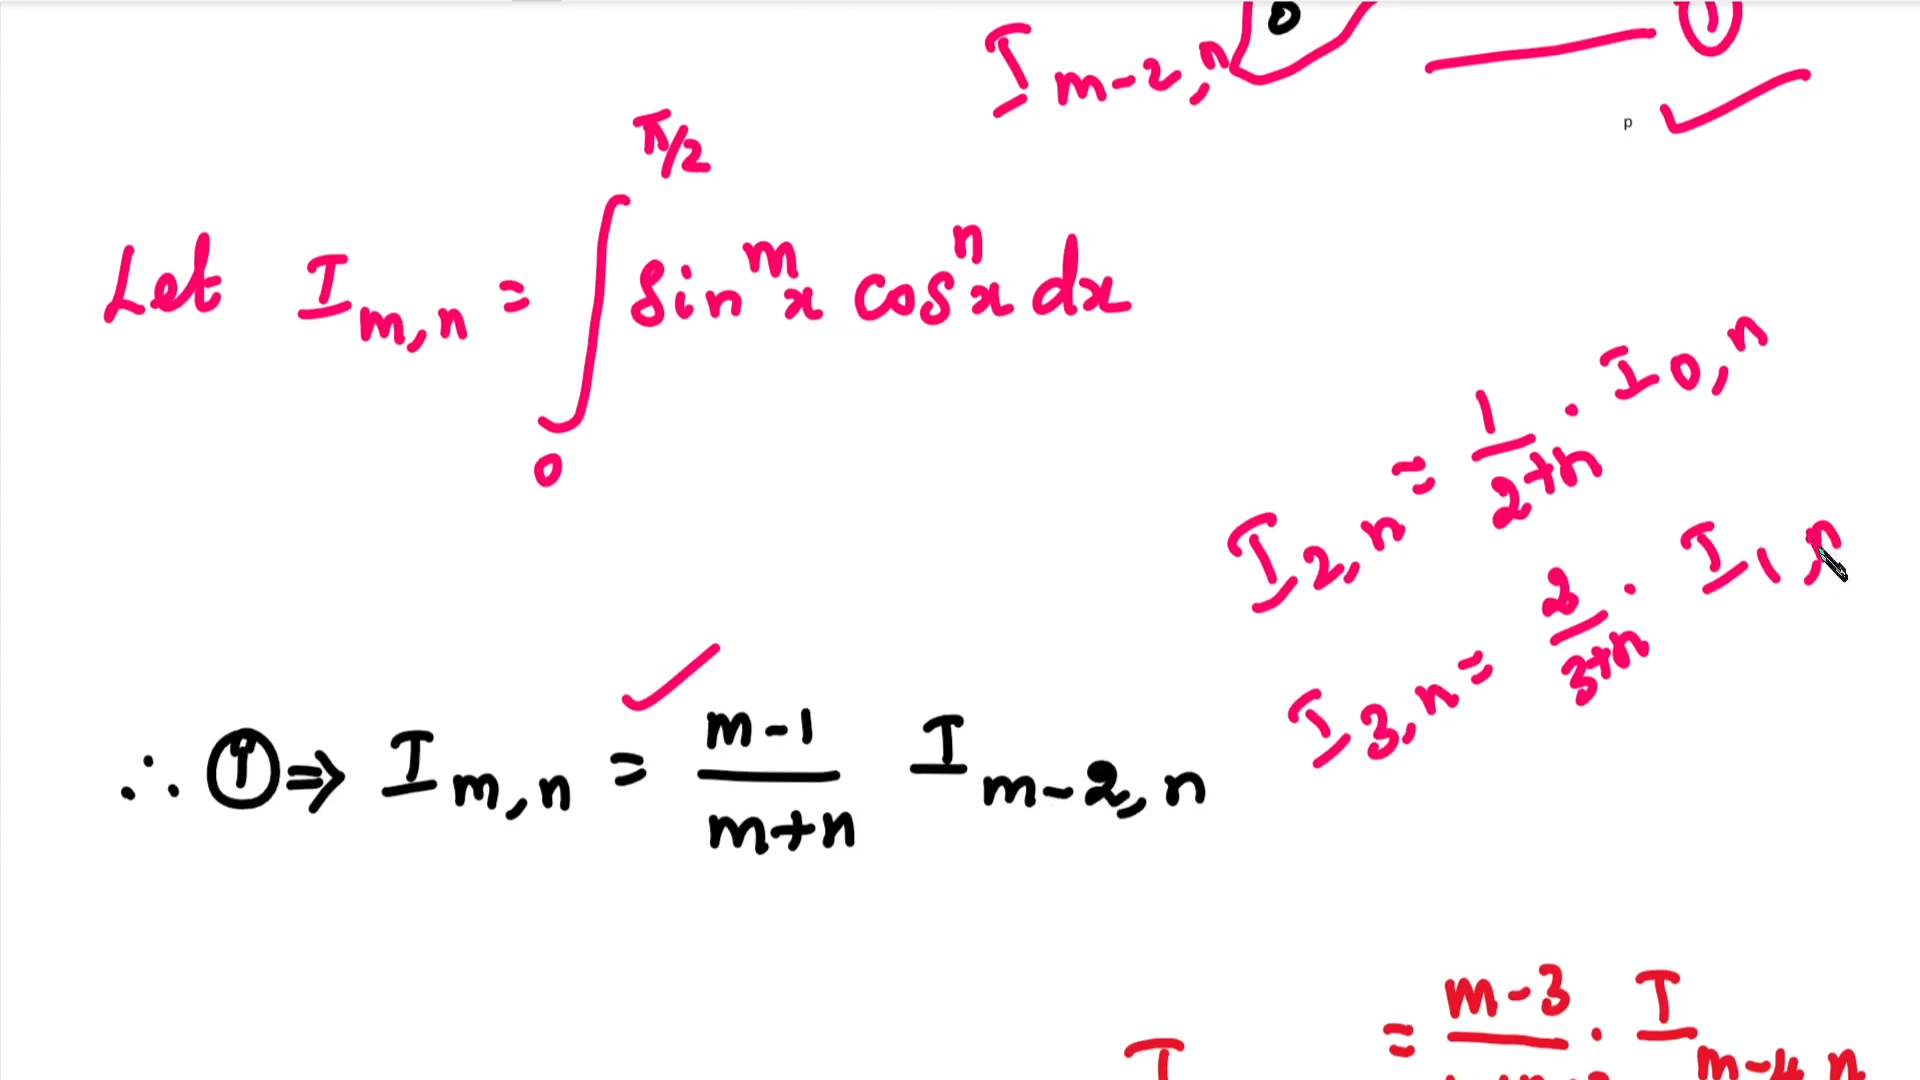 I m-2, n 0 ①
p
Let I m,n = ∫ 0 π/2 sin^m x cos^n x dx
I 2,n = 1/2+n . I 0,n
I 3,n = 2/3+n . I 1,n
∴ ① ⇒ I m,n = m-1/m+n I m-2, n
= m-3 . I m-4, n
I